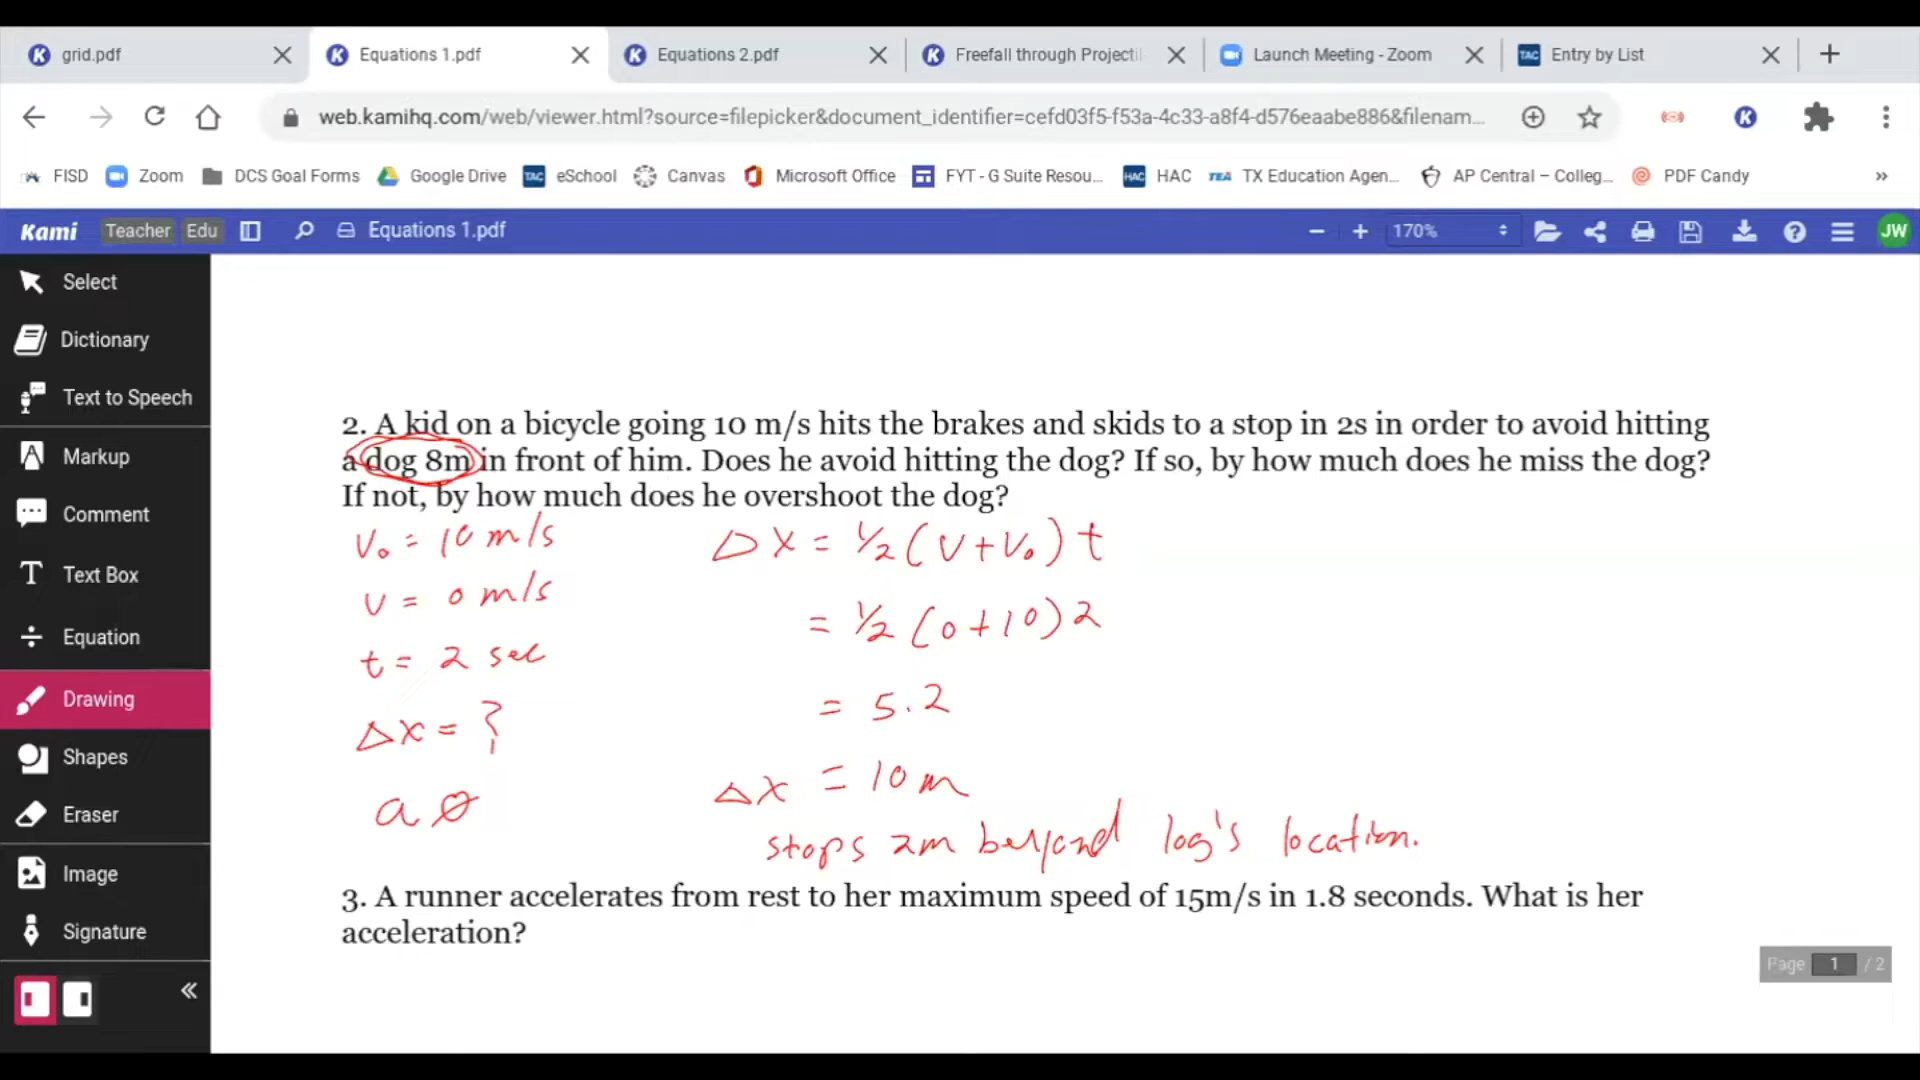 grid.pdf
Equations 1.pdf
Equations 2.pdf
Freefall through Projectil
Launch Meeting - Zoom
TAC
Entry by List
web.kamihq.com/web/viewer.html?source=filepicker&document_identifier=cefd03f5-f53a-4c33-a8f4-d576eaabe886&filenam...
FISD
Zoom
DCS Goal Forms
Google Drive
TAC
eSchool
Canvas
Microsoft Office
FYT - G Suite Resou...
HAC
HAC
TEA
TX Education Agen...
AP Central – Colleg...
PDF Candy
»
Kami
Teacher
Edu
Equations 1.pdf
170%
JW
Select
Dictionary
Text to Speech
Markup
Comment
Text Box
Equation
Drawing
Shapes
Eraser
Image
Signature
2. A kid on a bicycle going 10 m/s hits the brakes and skids to a stop in 2s in order to avoid hitting
a dog 8m in front of him. Does he avoid hitting the dog? If so, by how much does he miss the dog?
If not, by how much does he overshoot the dog?
V₀ = 10 m/s
v = 0 m/s
t = 2 sec
Δx = ?
a ∅
Δx = ½ (v + v₀) t
= ½ (0+10) 2
= 5.2
Δx = 10 m
stops 2m beyond log's location.
3. A runner accelerates from rest to her maximum speed of 15m/s in 1.8 seconds. What is her
acceleration?
Page 1 / 2